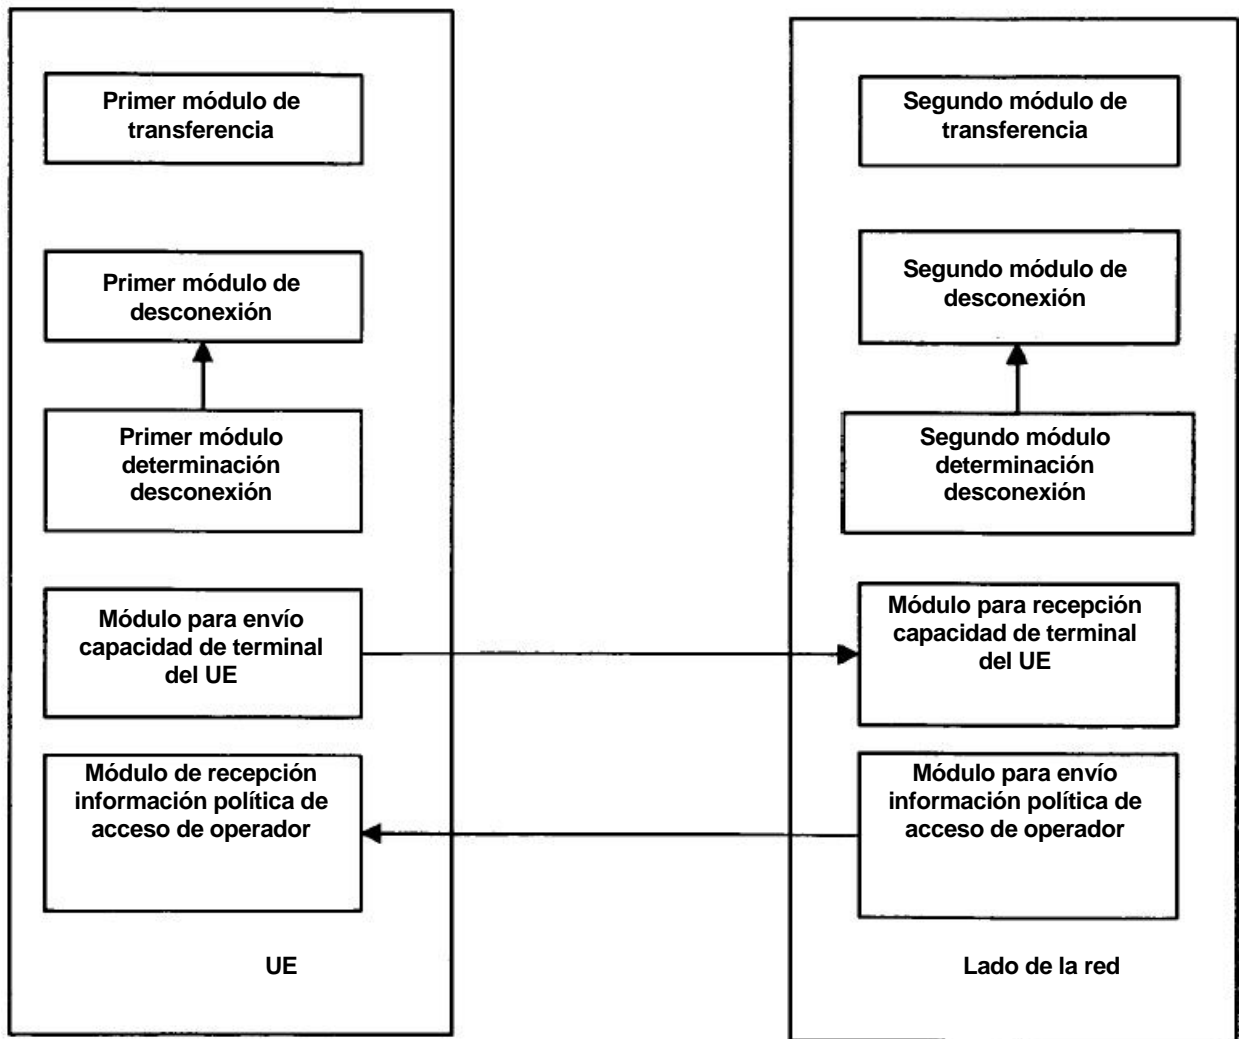 Primer módulo de
transferencia
Primer módulo de
desconexión
Primer módulo
determinación
desconexión
Módulo para envío
capacidad de terminal
del UE
Módulo de recepción
información política de
acceso de operador
UE
Segundo módulo de
transferencia
Segundo módulo de
desconexión
Segundo módulo
determinación
desconexión
Módulo para recepción
capacidad de terminal
del UE
Módulo para envío
información política de
acceso de operador
Lado de la red